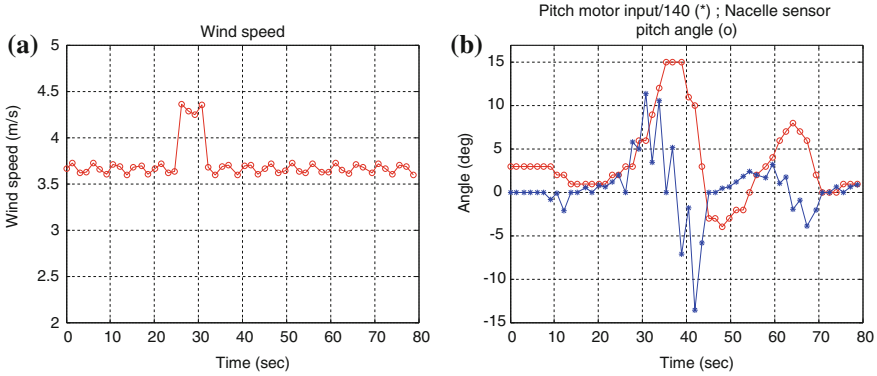 (a)
Wind speed
5
4.5
4
3.5
3
2.5
2
Wind speed (m/s)
0 10 20 30 40 50 60 70 80
Time (sec)
(b)
Pitch motor input/140 (*) ; Nacelle sensor
pitch angle (o)
15
10
5
0
-5
-10
-15
Angle (deg)
0 10 20 30 40 50 60 70 80
Time (sec)